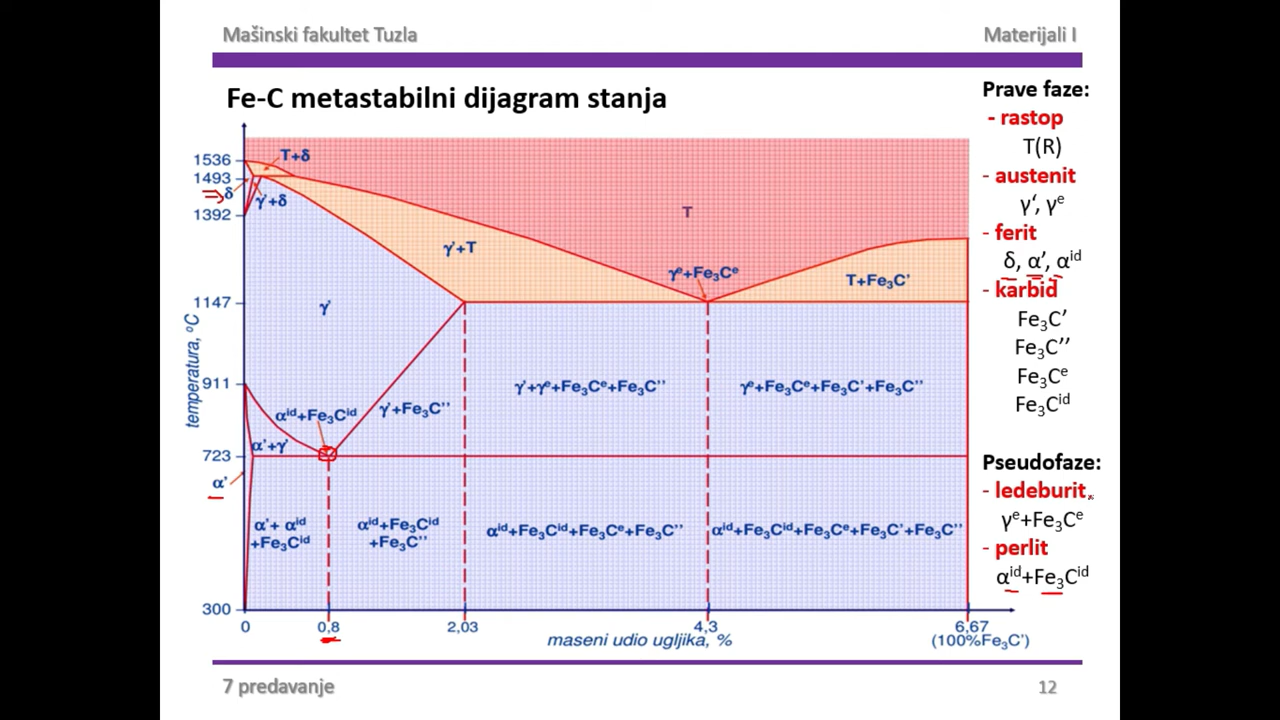 Mašinski fakultet Tuzla
Materijali I
Fe-C metastabilni dijagram stanja
Prave faze:
- rastop
T(R)
- austenit
γ‘, γᵉ
- ferit
δ, α’, αⁱᵈ
- karbid
Fe₃C’
Fe₃C’’
Fe₃Cᵉ
Fe₃Cⁱᵈ
Pseudofaze:
- ledeburit
γᵉ+Fe₃Cᵉ
- perlit
αⁱᵈ+Fe₃Cⁱᵈ
temperatura, °C
1536
1493
1392
1147
911
723
300
T+δ
δ
γ'+δ
T
γ'+T
γᵉ+Fe₃Cᵉ
T+Fe₃C’
γ'
γ'+γᵉ+Fe₃Cᵉ+Fe₃C’’
γᵉ+Fe₃Cᵉ+Fe₃C’+Fe₃C’’
αⁱᵈ+Fe₃Cⁱᵈ
γ'+Fe₃C’’
α’+γ'
α’
α’+ αⁱᵈ
+Fe₃Cⁱᵈ
αⁱᵈ+Fe₃Cⁱᵈ
+Fe₃C’’
αⁱᵈ+Fe₃Cⁱᵈ+Fe₃Cᵉ+Fe₃C’’
αⁱᵈ+Fe₃Cⁱᵈ+Fe₃Cᵉ+Fe₃C’+Fe₃C’’
0
0,8
2,03
4,3
6,67
maseni udio ugljika, %
(100%Fe₃C’)
7 predavanje
12